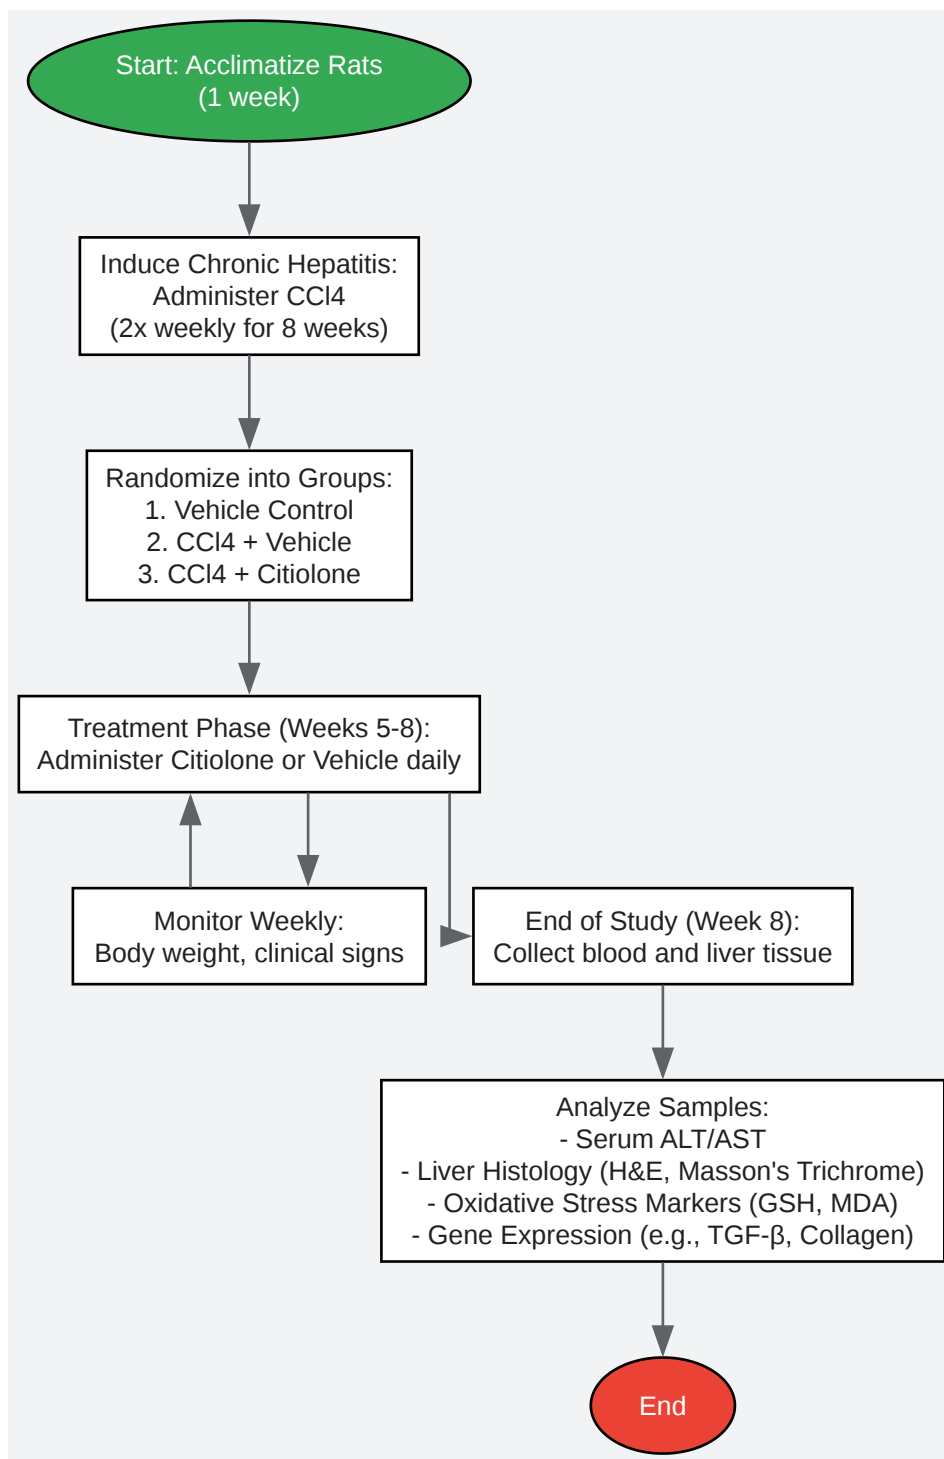 Start: Acclimatize Rats
(1 week)
Induce Chronic Hepatitis:
Administer CCl4
(2x weekly for 8 weeks)
Randomize into Groups:
1. Vehicle Control
2. CCl4 + Vehicle
3. CCl4 + Citiolone
Treatment Phase (Weeks 5-8):
Administer Citiolone or Vehicle daily
Monitor Weekly:
Body weight, clinical signs
End of Study (Week 8):
Collect blood and liver tissue
Analyze Samples:
- Serum ALT/AST
- Liver Histology (H&E, Masson's Trichrome)
- Oxidative Stress Markers (GSH, MDA)
- Gene Expression (e.g., TGF-β, Collagen)
End